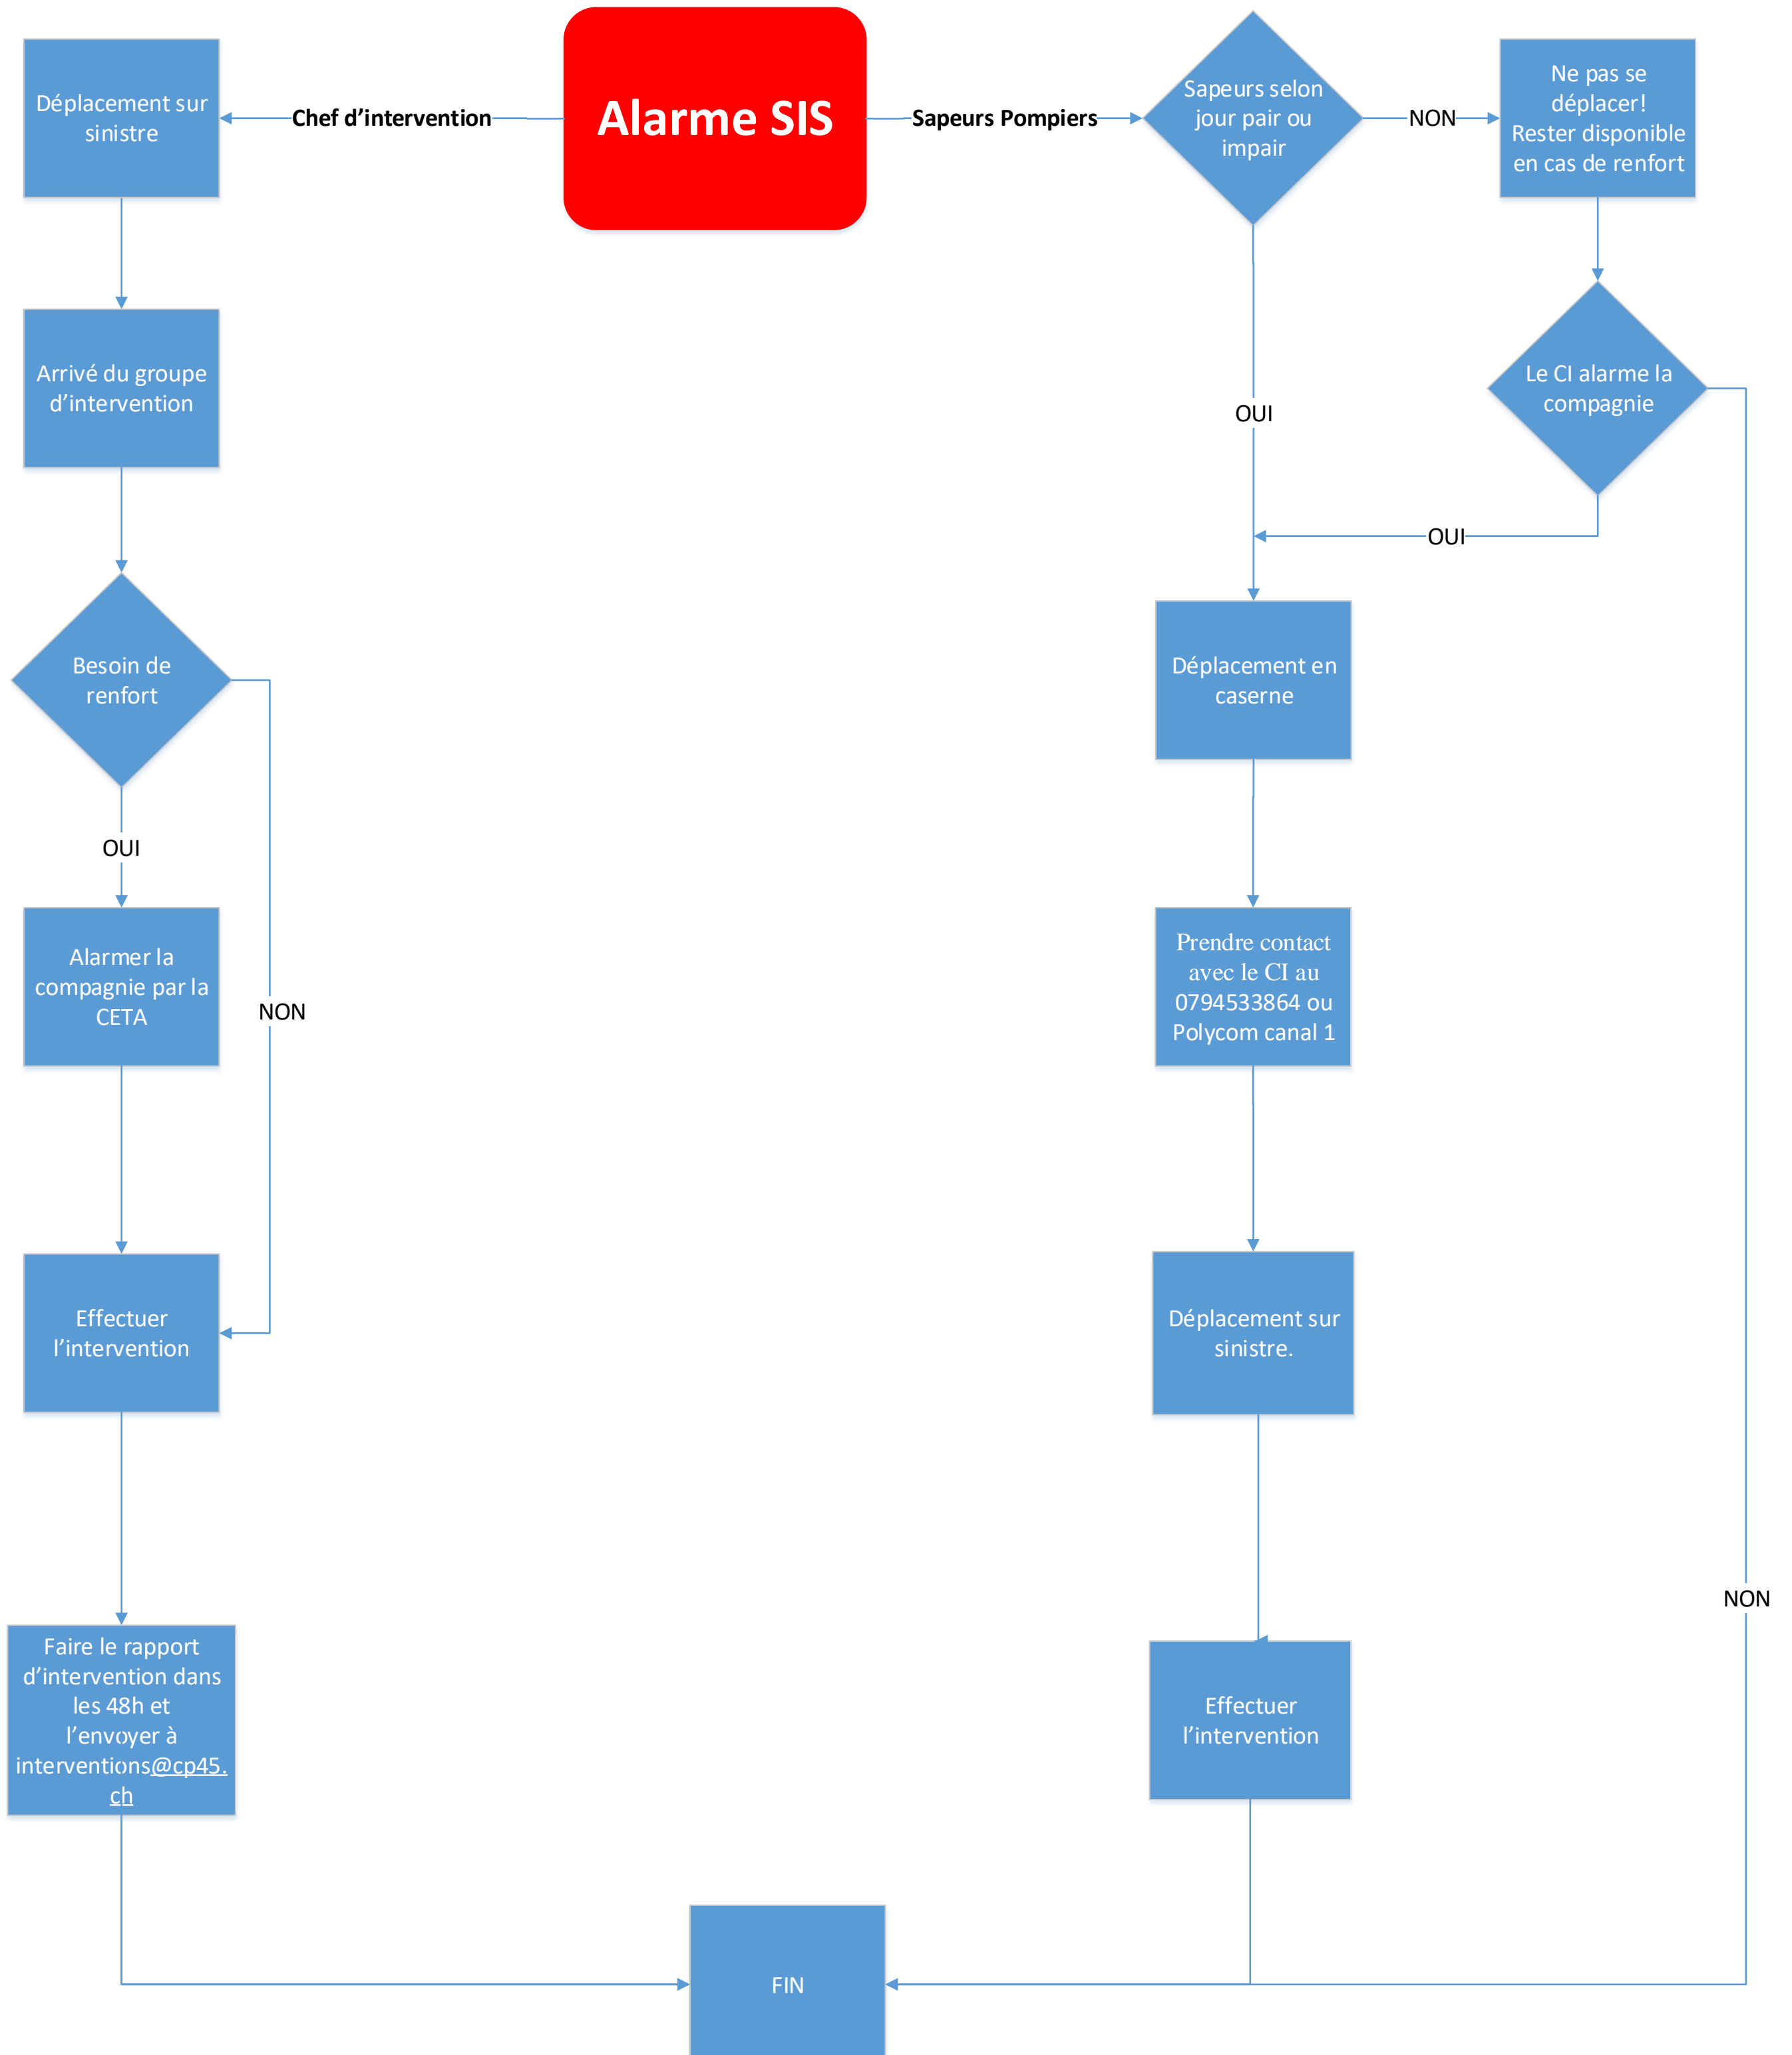 Alarme SIS
Chef d'intervention
Déplacement sur
sinistre
Arrivé du groupe
d'intervention
Besoin de
renfort
OUI
NON
Alarmer la
compagnie par la
CETA
Effectuer
l'intervention
Faire le rapport
d'intervention dans
les 48h et
l'envoyer à
interventions@cp45.
ch
Sapeurs Pompiers
Sapeurs selon
jour pair ou
impair
NON
Ne pas se
déplacer!
Rester disponible
en cas de renfort
Le CI alarme la
compagnie
OUI
OUI
NON
Déplacement en
caserne
Prendre contact
avec le CI au
0794533864 ou
Polycom canal 1
Déplacement sur
sinistre.
Effectuer
l'intervention
FIN